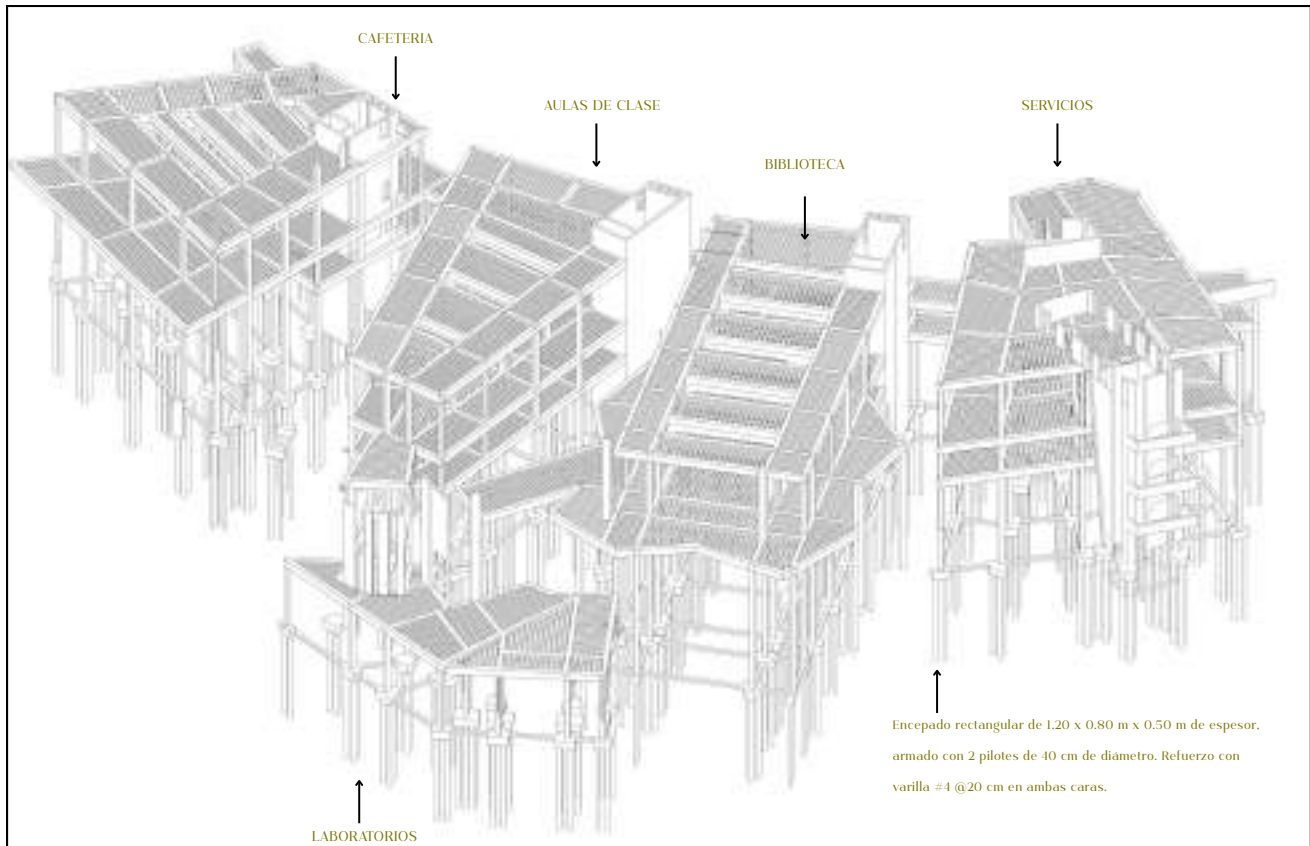 CAFETERIA
AULAS DE CLASE
SERVICIOS
BIBLIOTECA
Encepado rectangular de 1.20 x 0.80 m x 0.50 m de espesor,
armado con 2 pilotes de 40 cm de diámetro. Refuerzo con
varilla #4 @20 cm en ambas caras.
LABORATORIOS